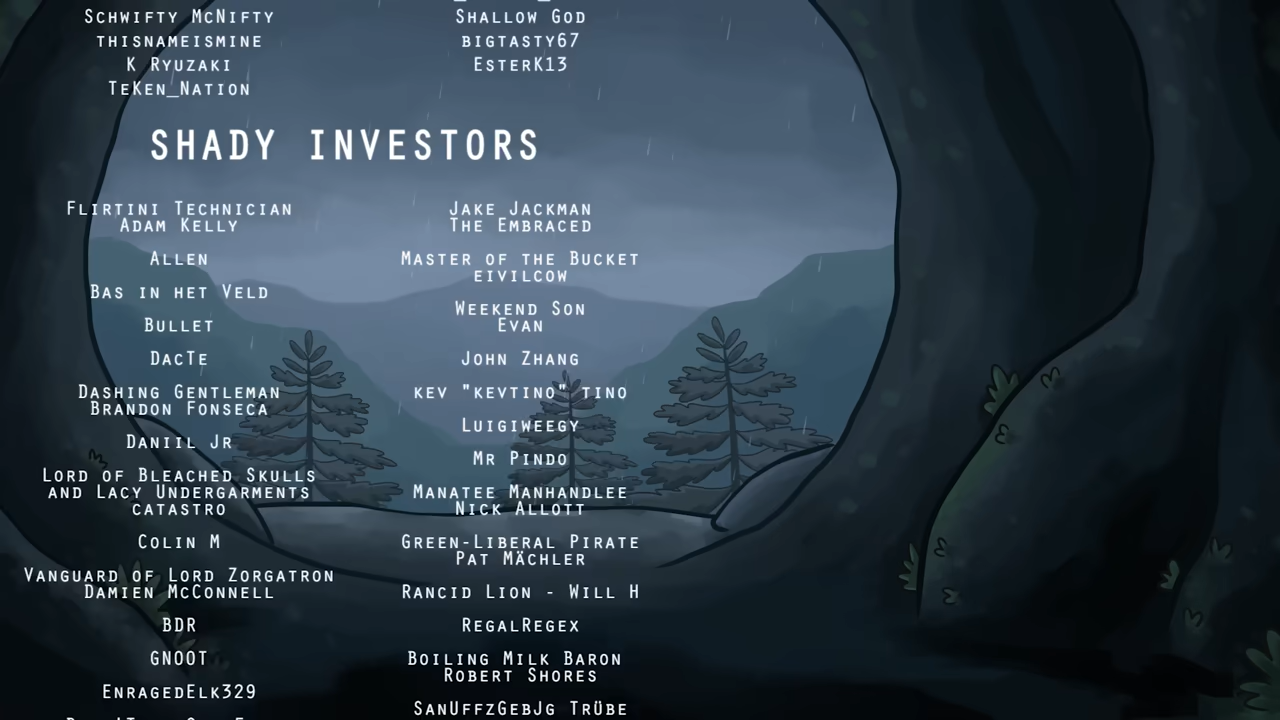 Schwifty McNifty
thisnameismine
K Ryuzaki
TeKen_Nation
Shallow God
bigtasty67
EsterK13
SHADY INVESTORS
Flirtini Technician
Adam Kelly
Allen
Bas in het Veld
Bullet
DacTe
Dashing Gentleman
Brandon Fonseca
Daniil Jr
Lord of Bleached Skulls
and Lacy Undergarments
catastro
Colin M
Vanguard of Lord Zorgatron
Damien McConnell
BDR
GNOOT
EnragedElk329
Jake Jackman
The Embraced
Master of the Bucket
eivilcow
Weekend Son
Evan
John Zhang
kev "kevtino" tino
Luigiweegy
Mr Pindo
Manatee Manhandlee
Nick Allott
Green-Liberal Pirate
Pat Mächler
Rancid Lion - Will H
RegalRegex
Boiling Milk Baron
Robert Shores
SanUffzGebJg Trübe